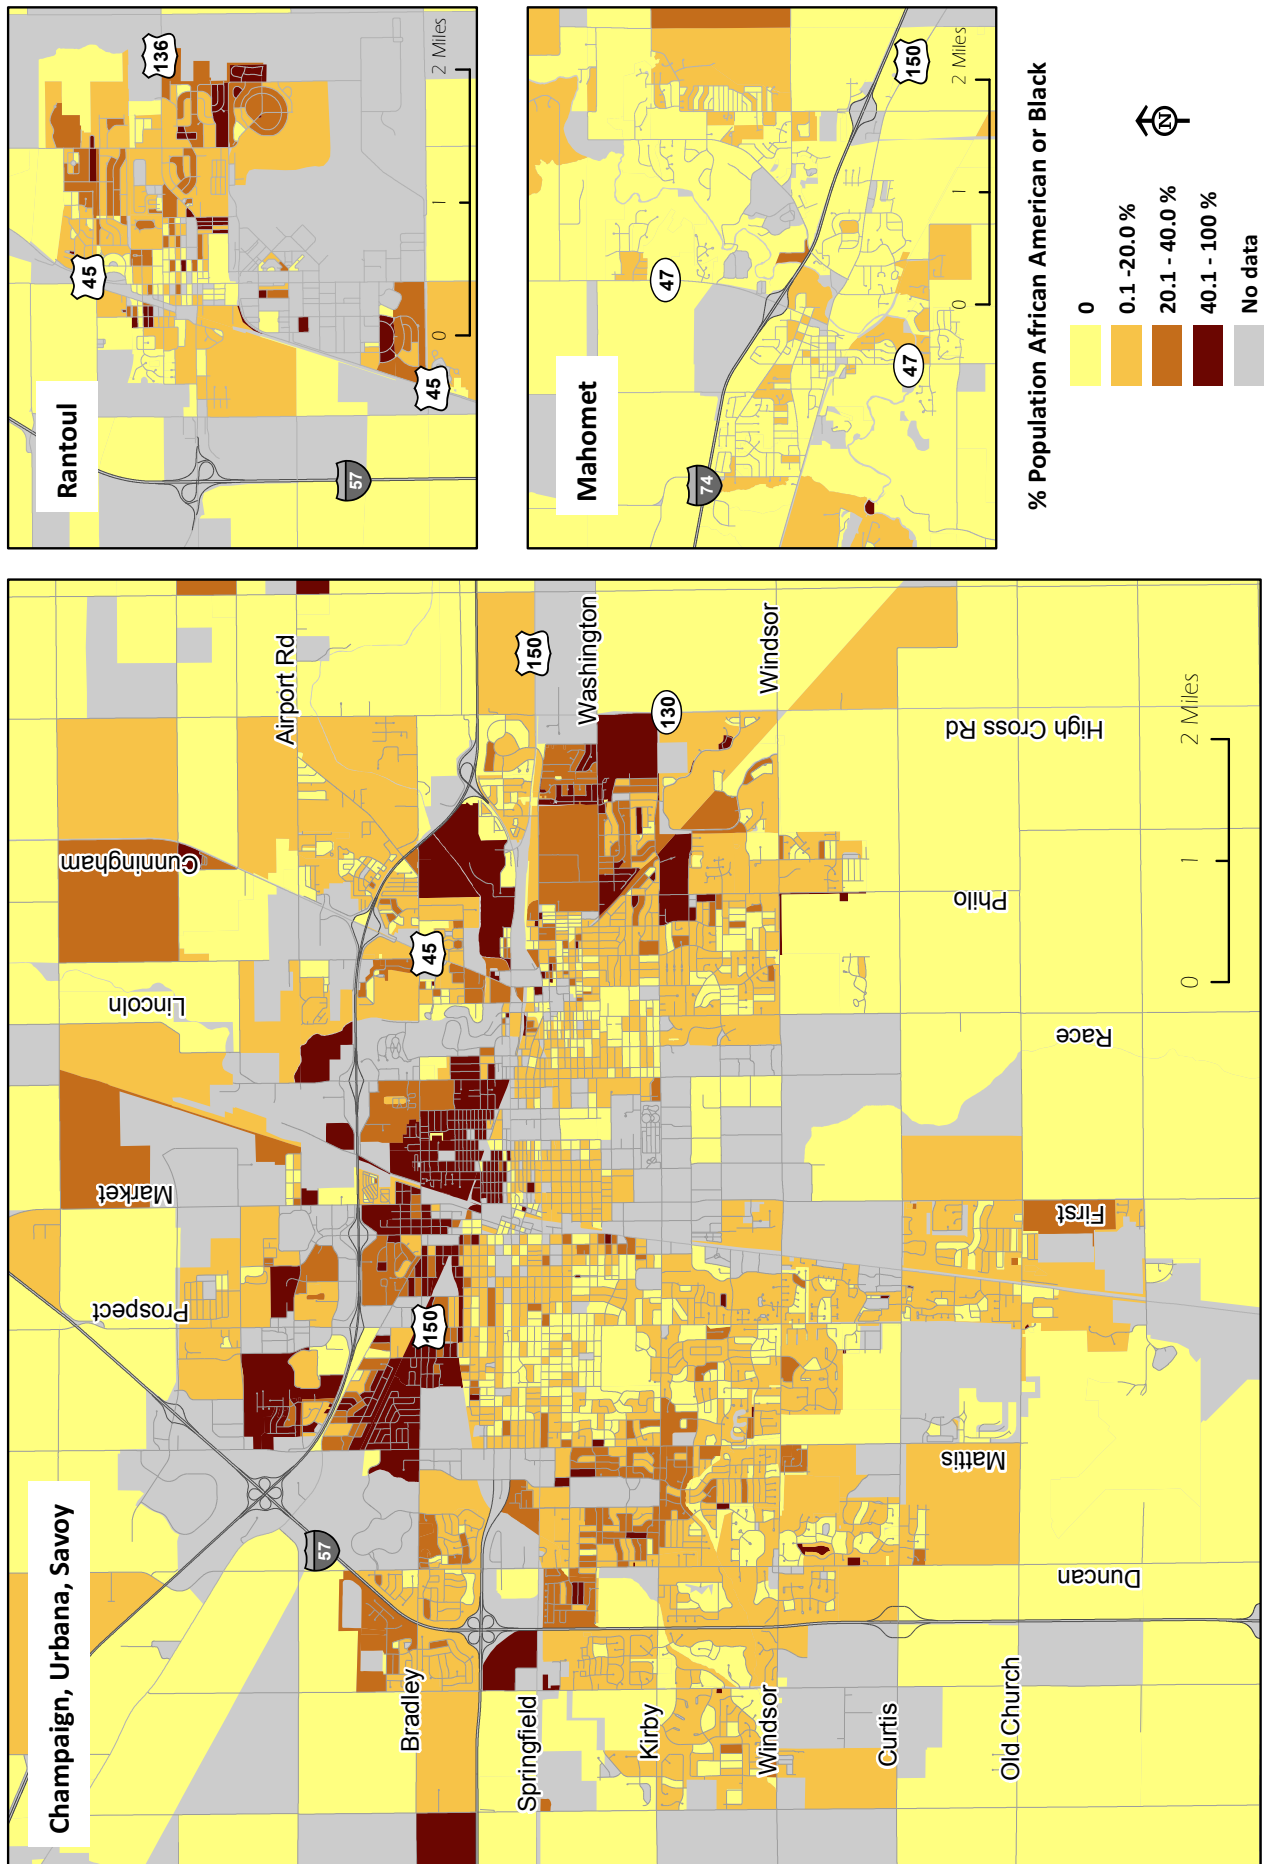 Champaign, Urbana, Savoy
Cunningham
Airport Rd
Lincoln
Market
Prospect
45
150
57
150
Washington
130
Windsor
High Cross Rd
Philo
Race
First
Mattis
Duncan
Bradley
Springfield
Kirby
Windsor
Curtis
Old Church
0
1
2 Miles
Rantoul
136
45
45
57
0
1
2 Miles
Mahomet
150
47
47
74
0
1
2 Miles
% Population African American or Black
0
0.1 -20.0 %
20.1 - 40.0 %
40.1 - 100 %
No data
N